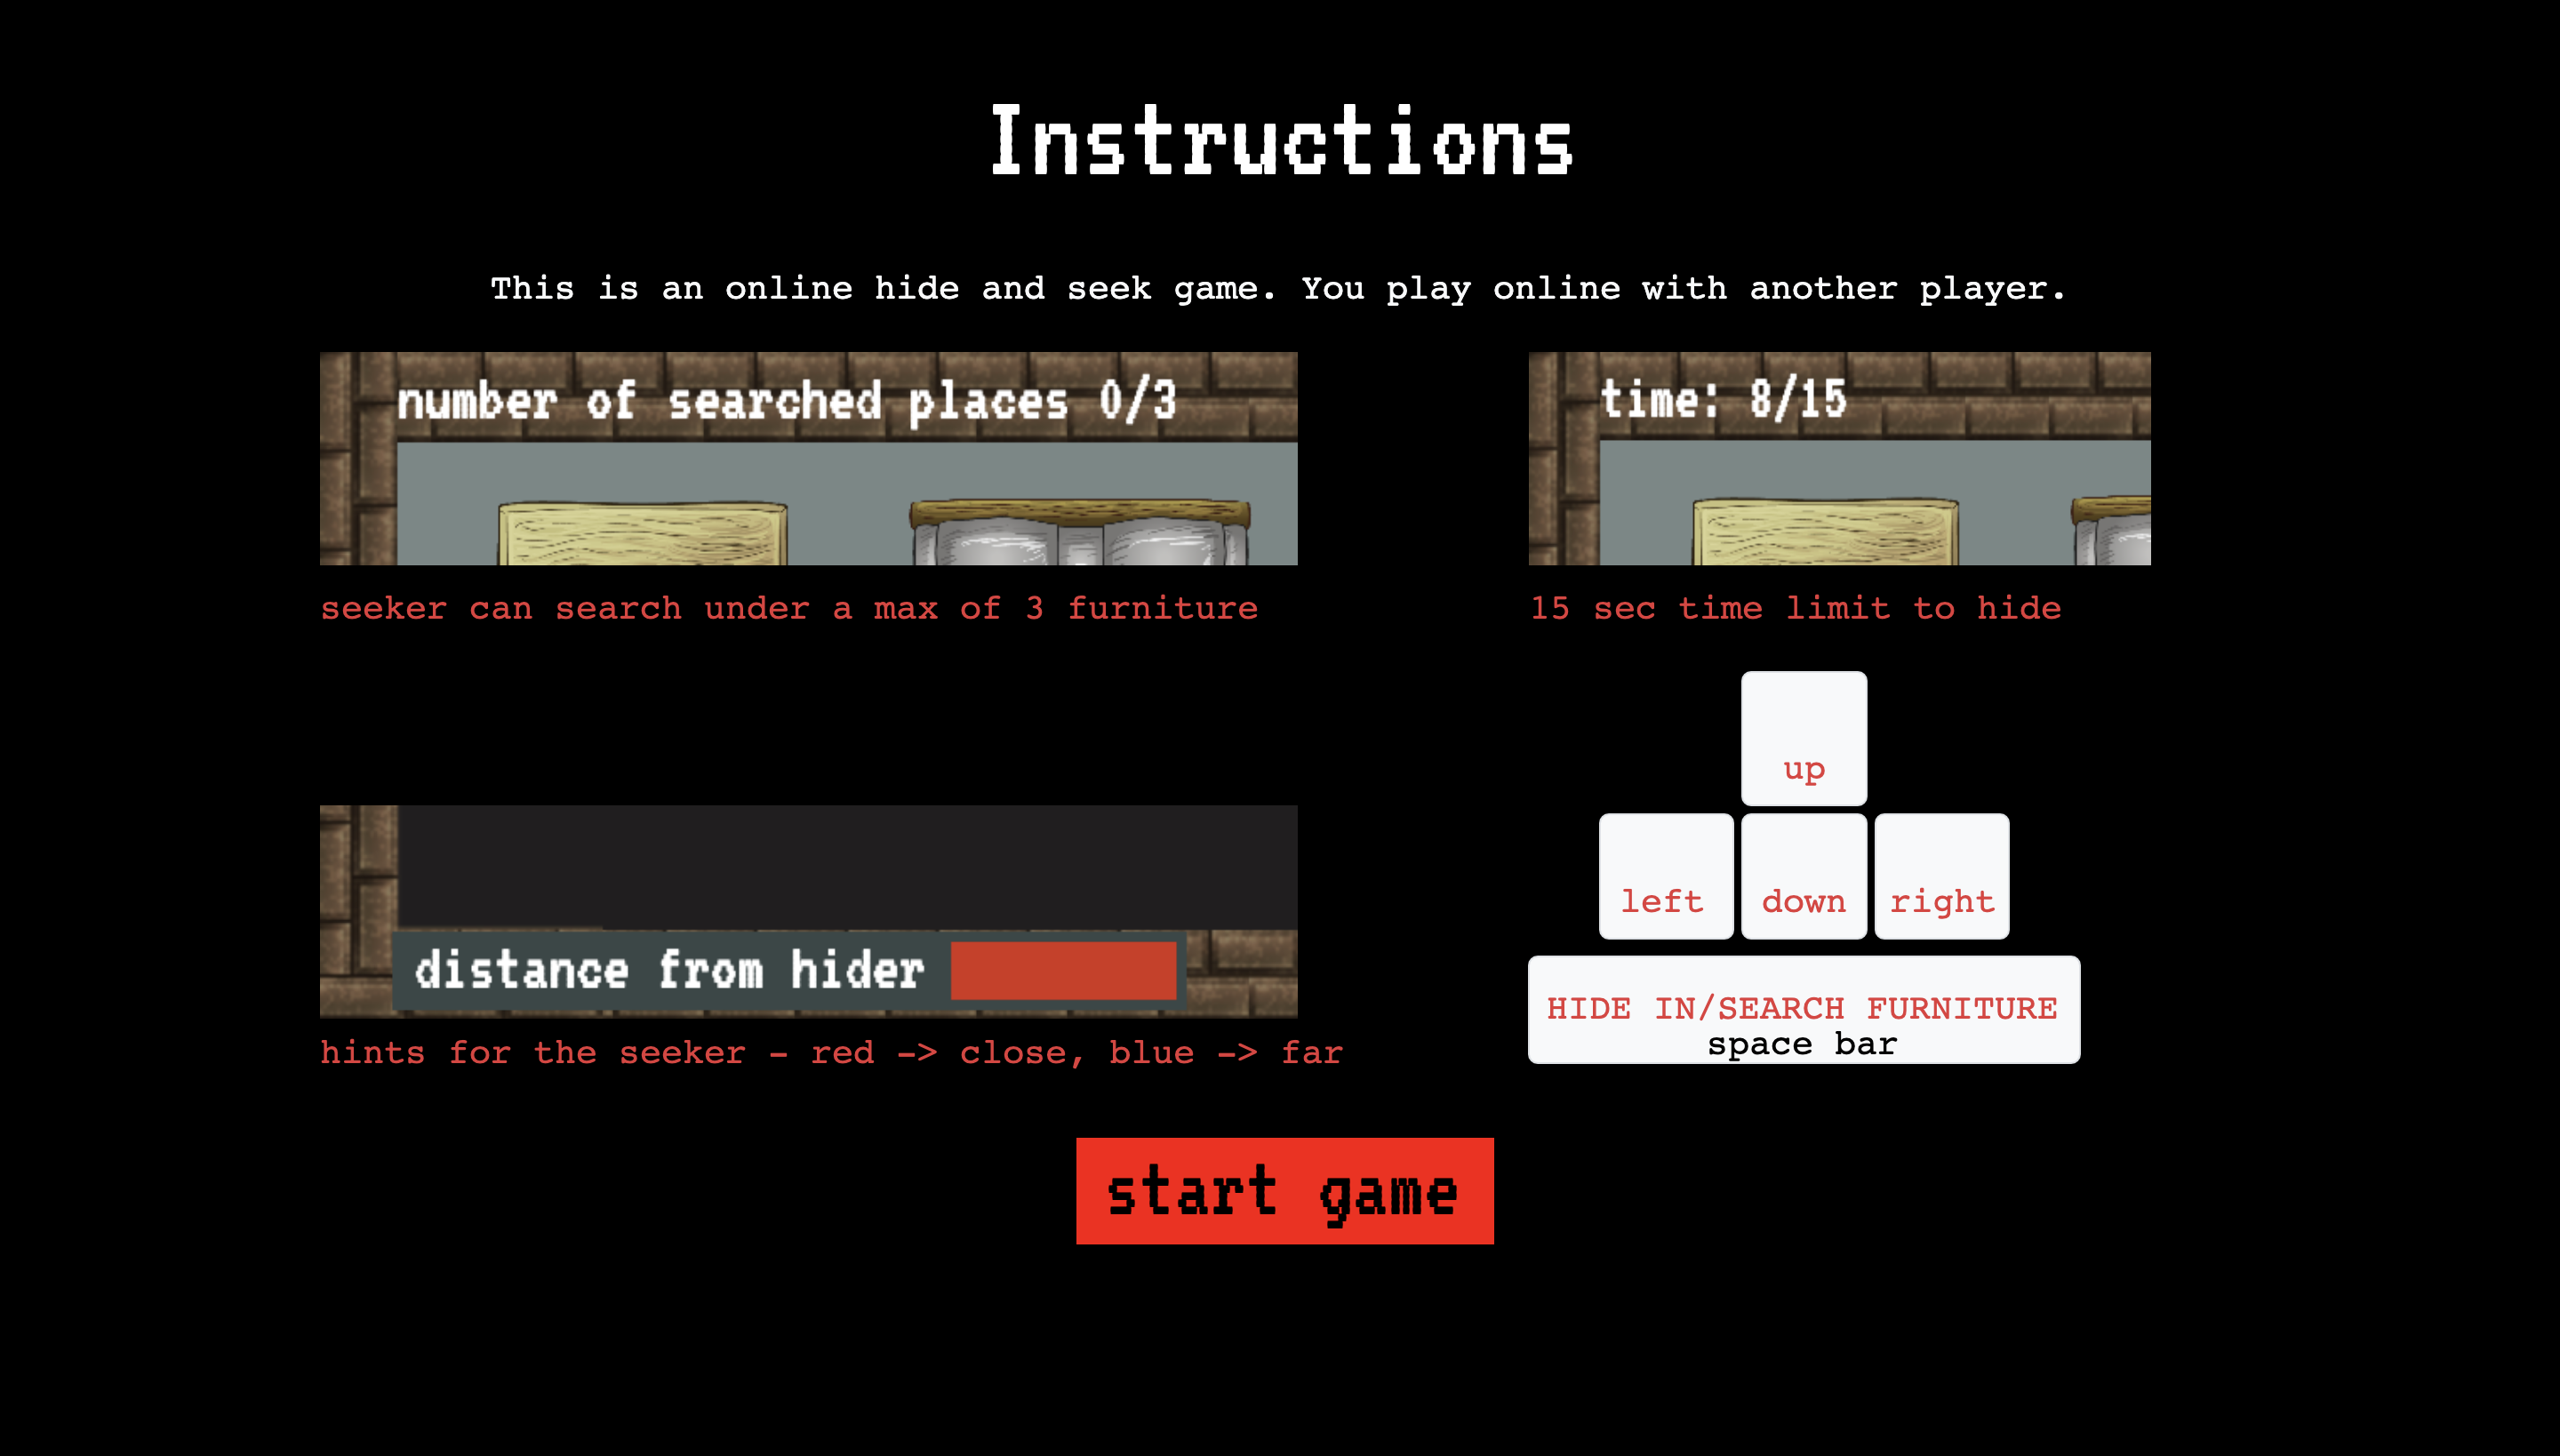 Instructions
This is an online hide and seek game. You play online with another player.
number of searched places 0/3
seeker can search under a max of 3 furniture
time: 8/15
15 sec time limit to hide
distance from hider
hints for the seeker - red -> close, blue -> far
up
left down right
HIDE IN/SEARCH FURNITURE
space bar
start game